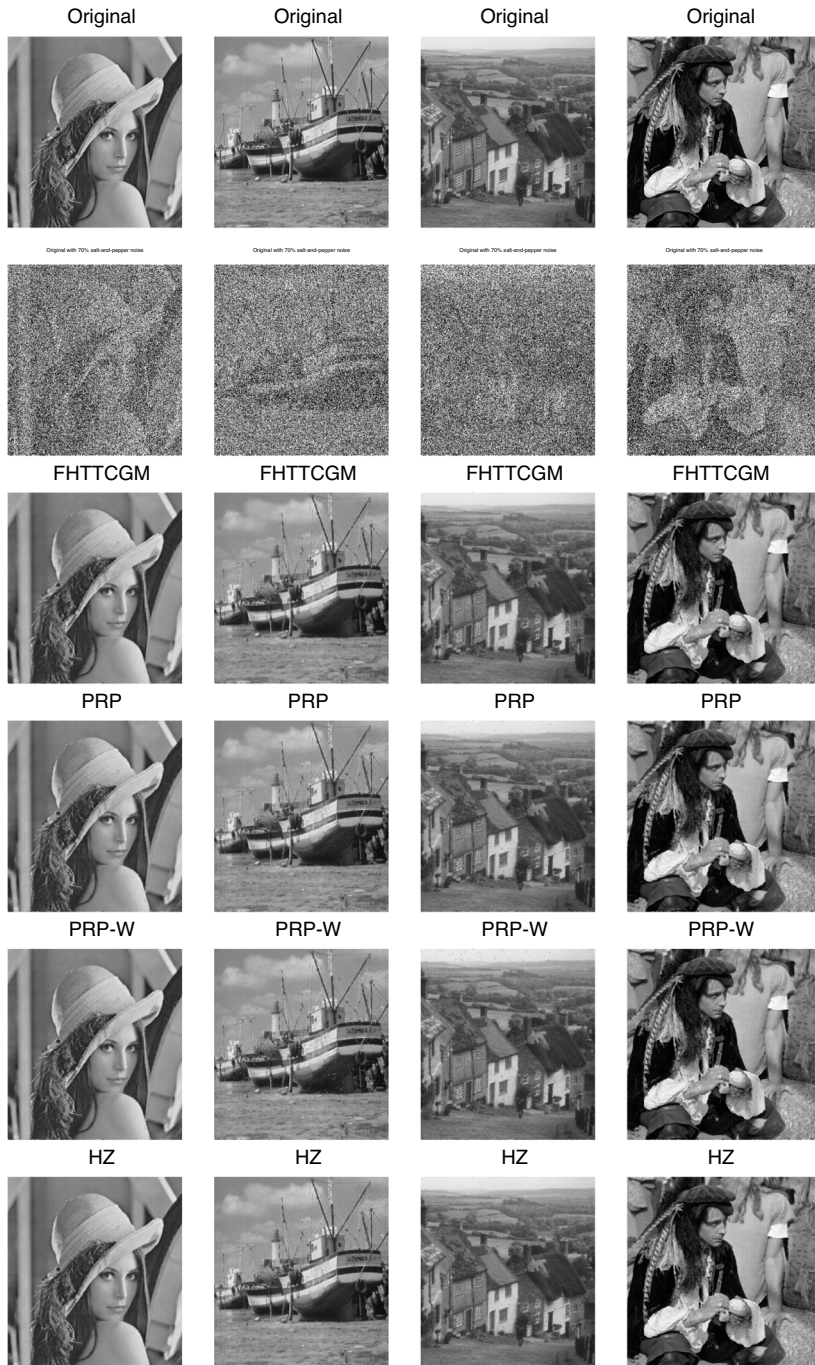 Original Original Original Original
Original with 70% salt-and-pepper noise Original with 70% salt-and-pepper noise Original with 70% salt-and-pepper noise Original with 70% salt-and-pepper noise
FHTTCGM FHTTCGM FHTTCGM FHTTCGM
PRP PRP PRP PRP
PRP-W PRP-W PRP-W PRP-W
HZ HZ HZ HZ